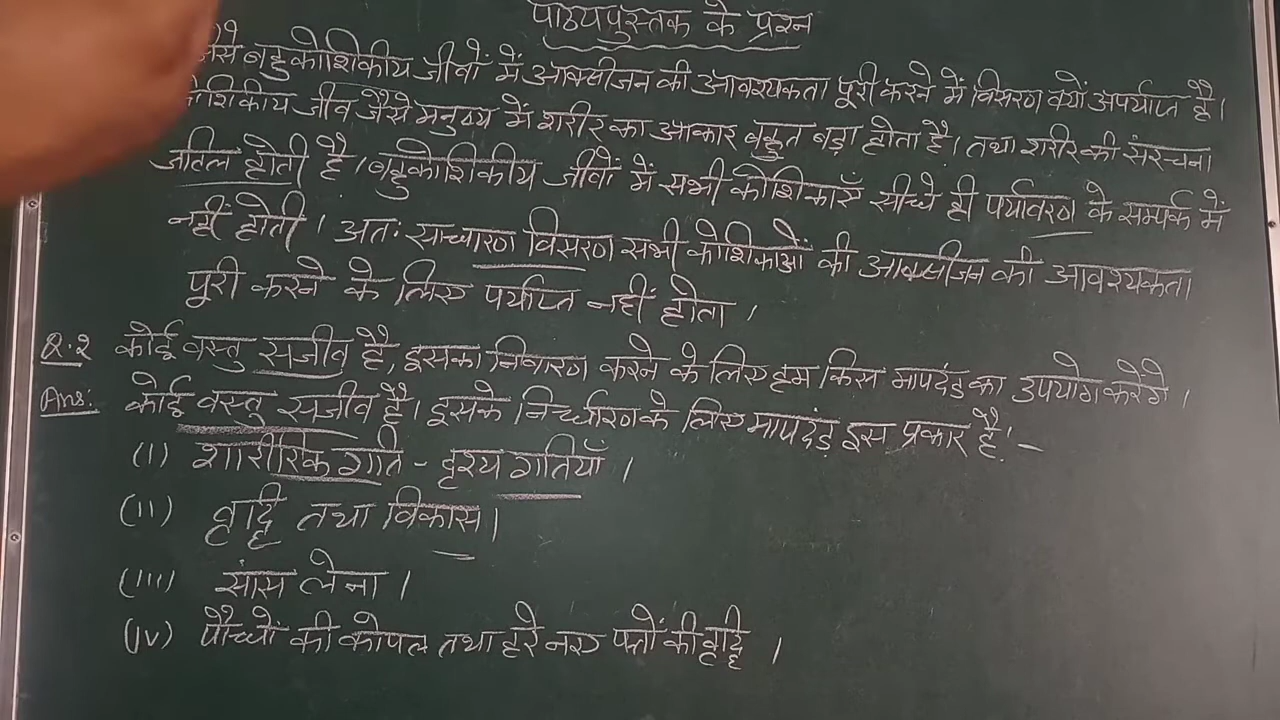 पाठ्यपुस्तक के प्रश्न
जैसे बहुकोशिकीय जीवों में आक्सीजन की आवश्यकता पूरी करने में विसरण क्यों अपर्याप्त है।
कोशिकीय जीव जैसे मनुष्य में शरीर का आकार बहुत बड़ा होता है। तथा शरीर की संरचना
जटिल होती है। बहुकोशिकीय जीवों में सभी कोशिकाएँ सीधे ही पर्यावरण के सम्पर्क में
नहीं होती। अतः साधारण विसरण सभी कोशिकाओं की आक्सीजन की आवश्यकता
पूरी करने के लिए पर्याप्त नहीं होता।
Q.2 कोई वस्तु सजीव है, इसका निवारण करने के लिए हम किस मापदंड का उपयोग करेंगे।
Ans: कोई वस्तु सजीव है। इसके निर्धारण के लिए मापदंड इस प्रकार है:-
(i) शारीरिक गति - दृश्य गतियाँ।
(ii) वृद्धि तथा विकास।
(iii) सांस लेना।
(iv) पौधों की कोपल तथा हरे नए पत्तों की वृद्धि।